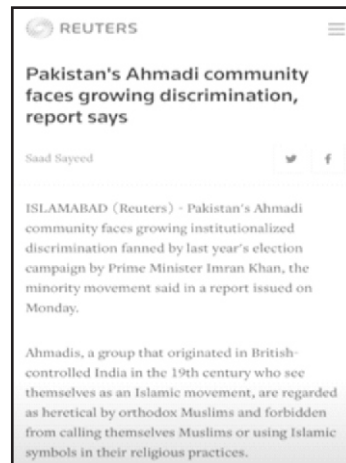 REUTERS
Pakistan's Ahmadi community
faces growing discrimination,
report says
Saad Sayeed
ISLAMABAD (Reuters) - Pakistan's Ahmadi
community faces growing institutionalized
discrimination fanned by last year's election
campaign by Prime Minister Imran Khan, the
minority movement said in a report issued on
Monday.
Ahmadis, a group that originated in British-
controlled India in the 19th century who see
themselves as an Islamic movement, are regarded
as heretical by orthodox Muslims and forbidden
from calling themselves Muslims or using Islamic
symbols in their religious practices.